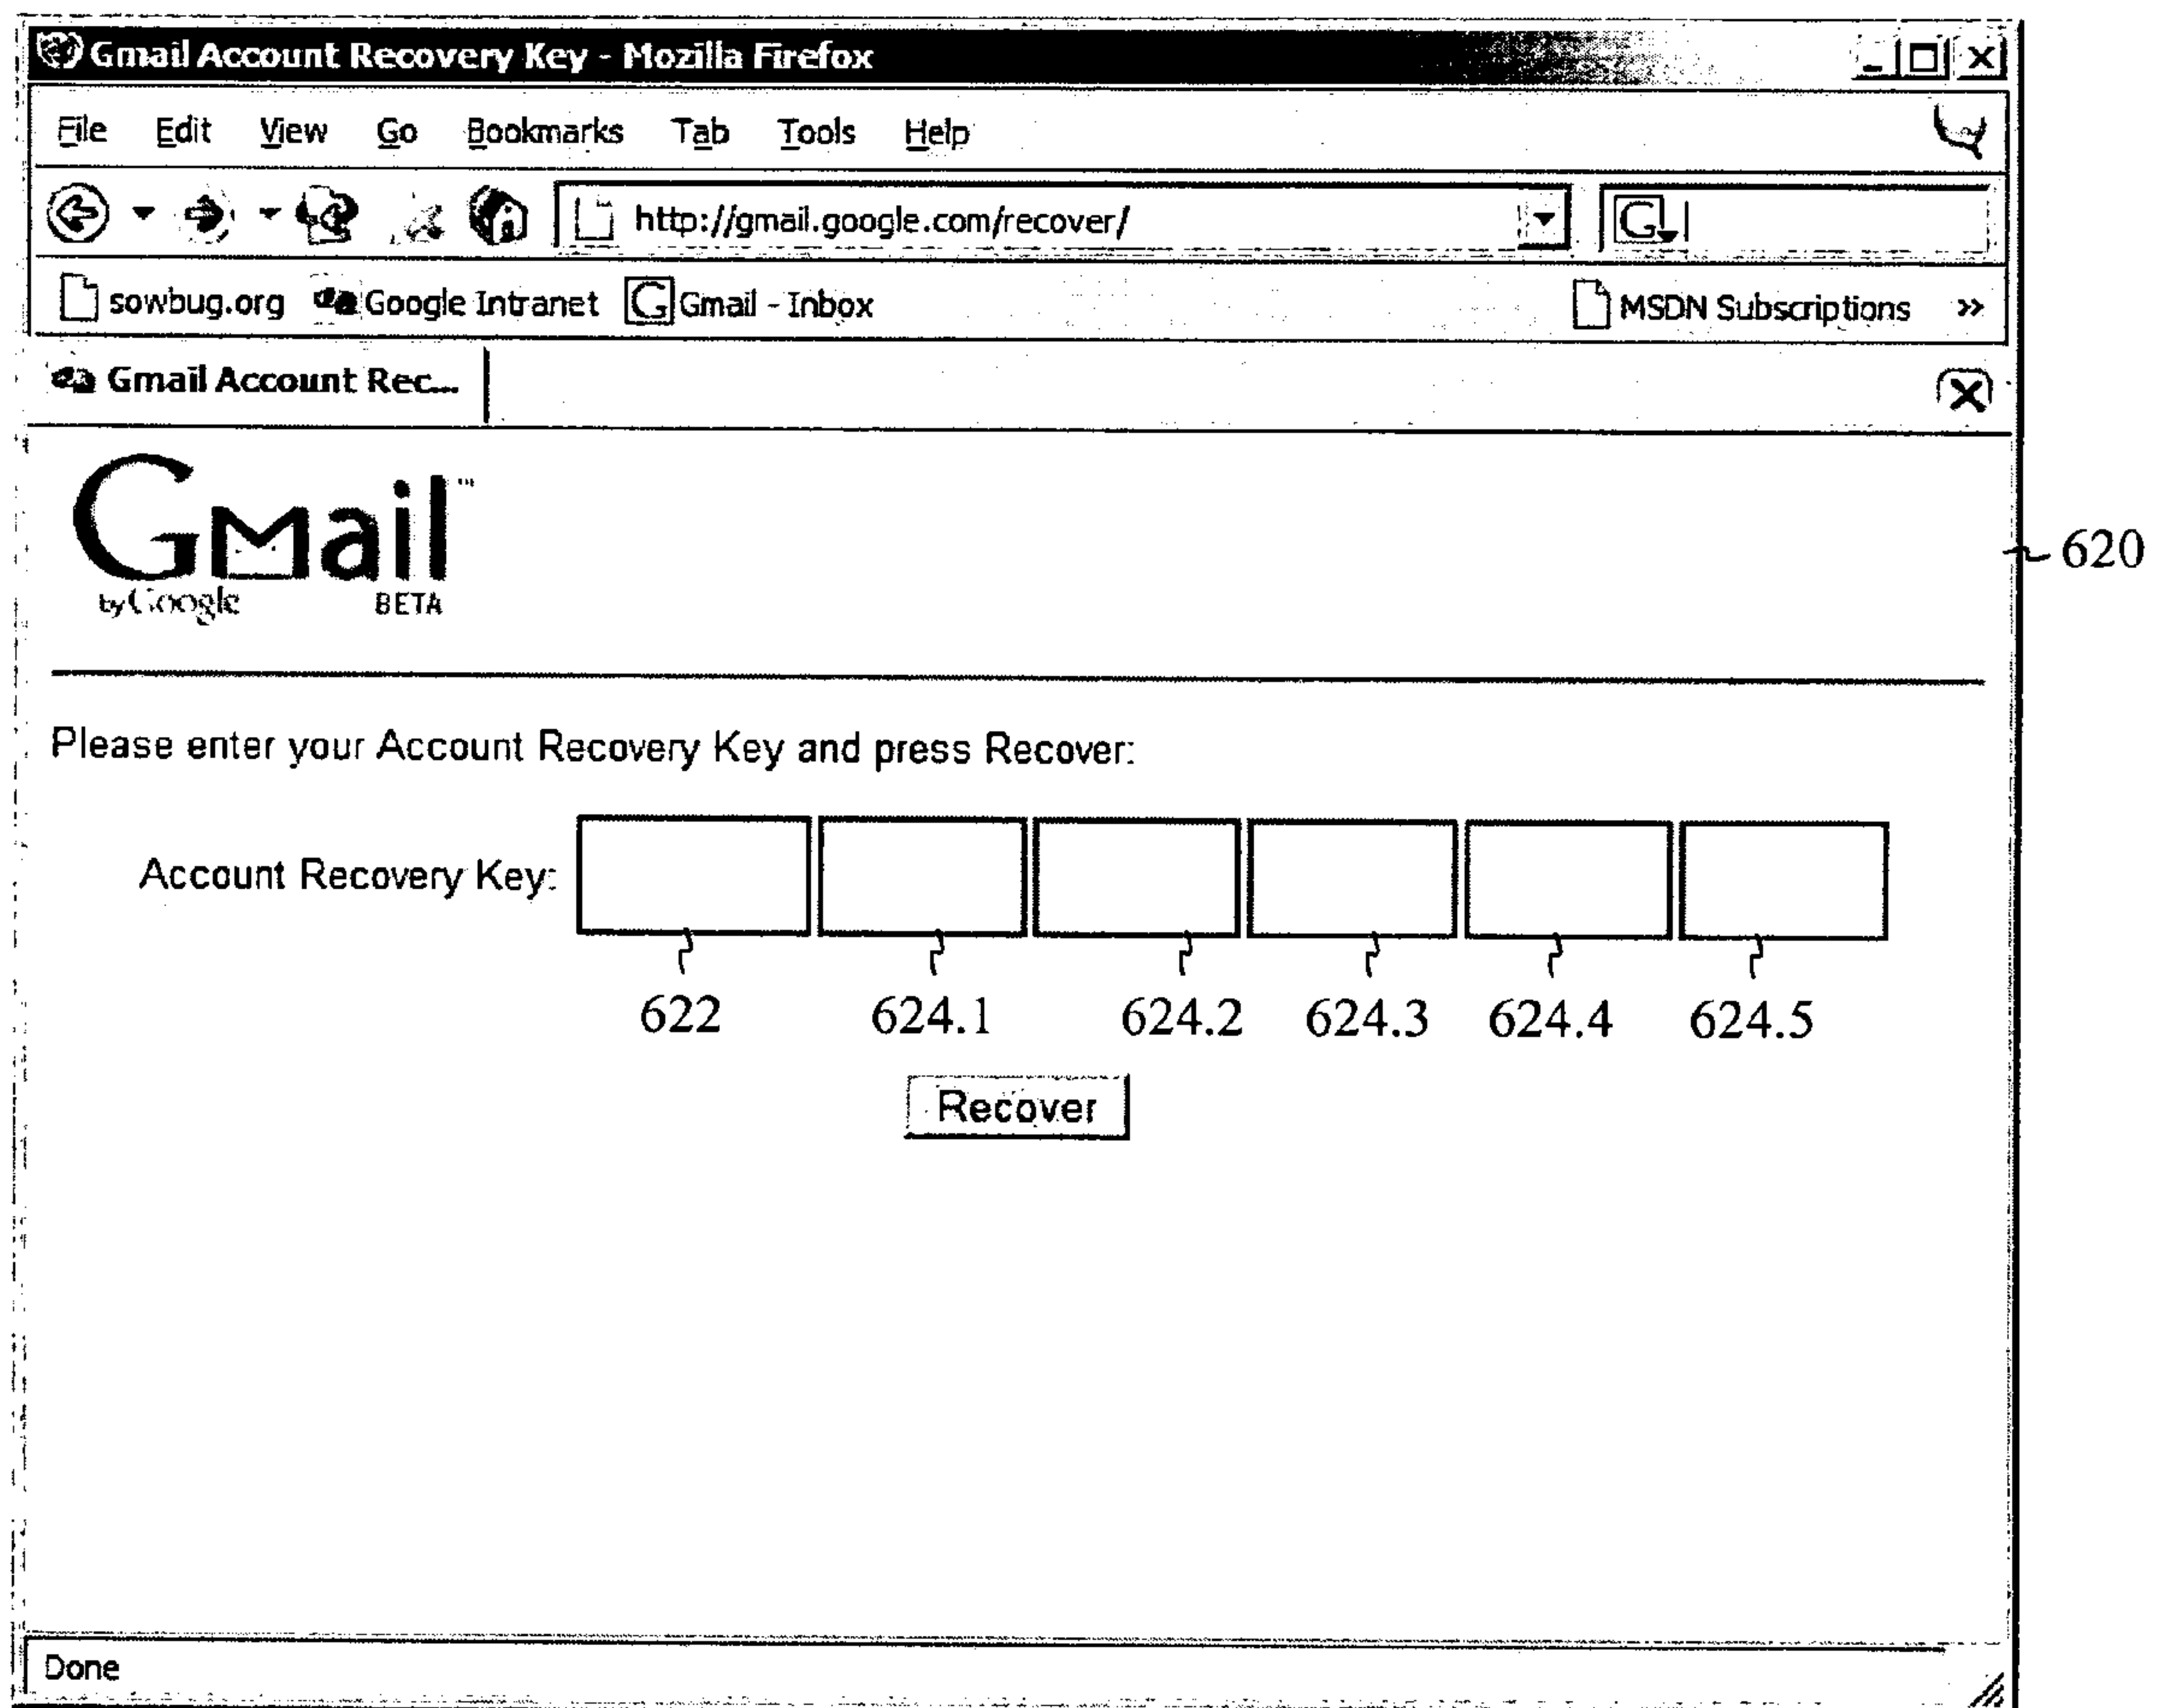 Gmail Account Recovery Key - Mozilla Firefox
File Edit View Go Bookmarks Tab Tools Help
http://gmail.google.com/recover/ G
sowbug.org Google Intranet G Gmail - Inbox MSDN Subscriptions »
Gmail Account Rec...
Gmail™
by Google BETA
620
Please enter your Account Recovery Key and press Recover:
Account Recovery Key:
622 624.1 624.2 624.3 624.4 624.5
Recover
Done